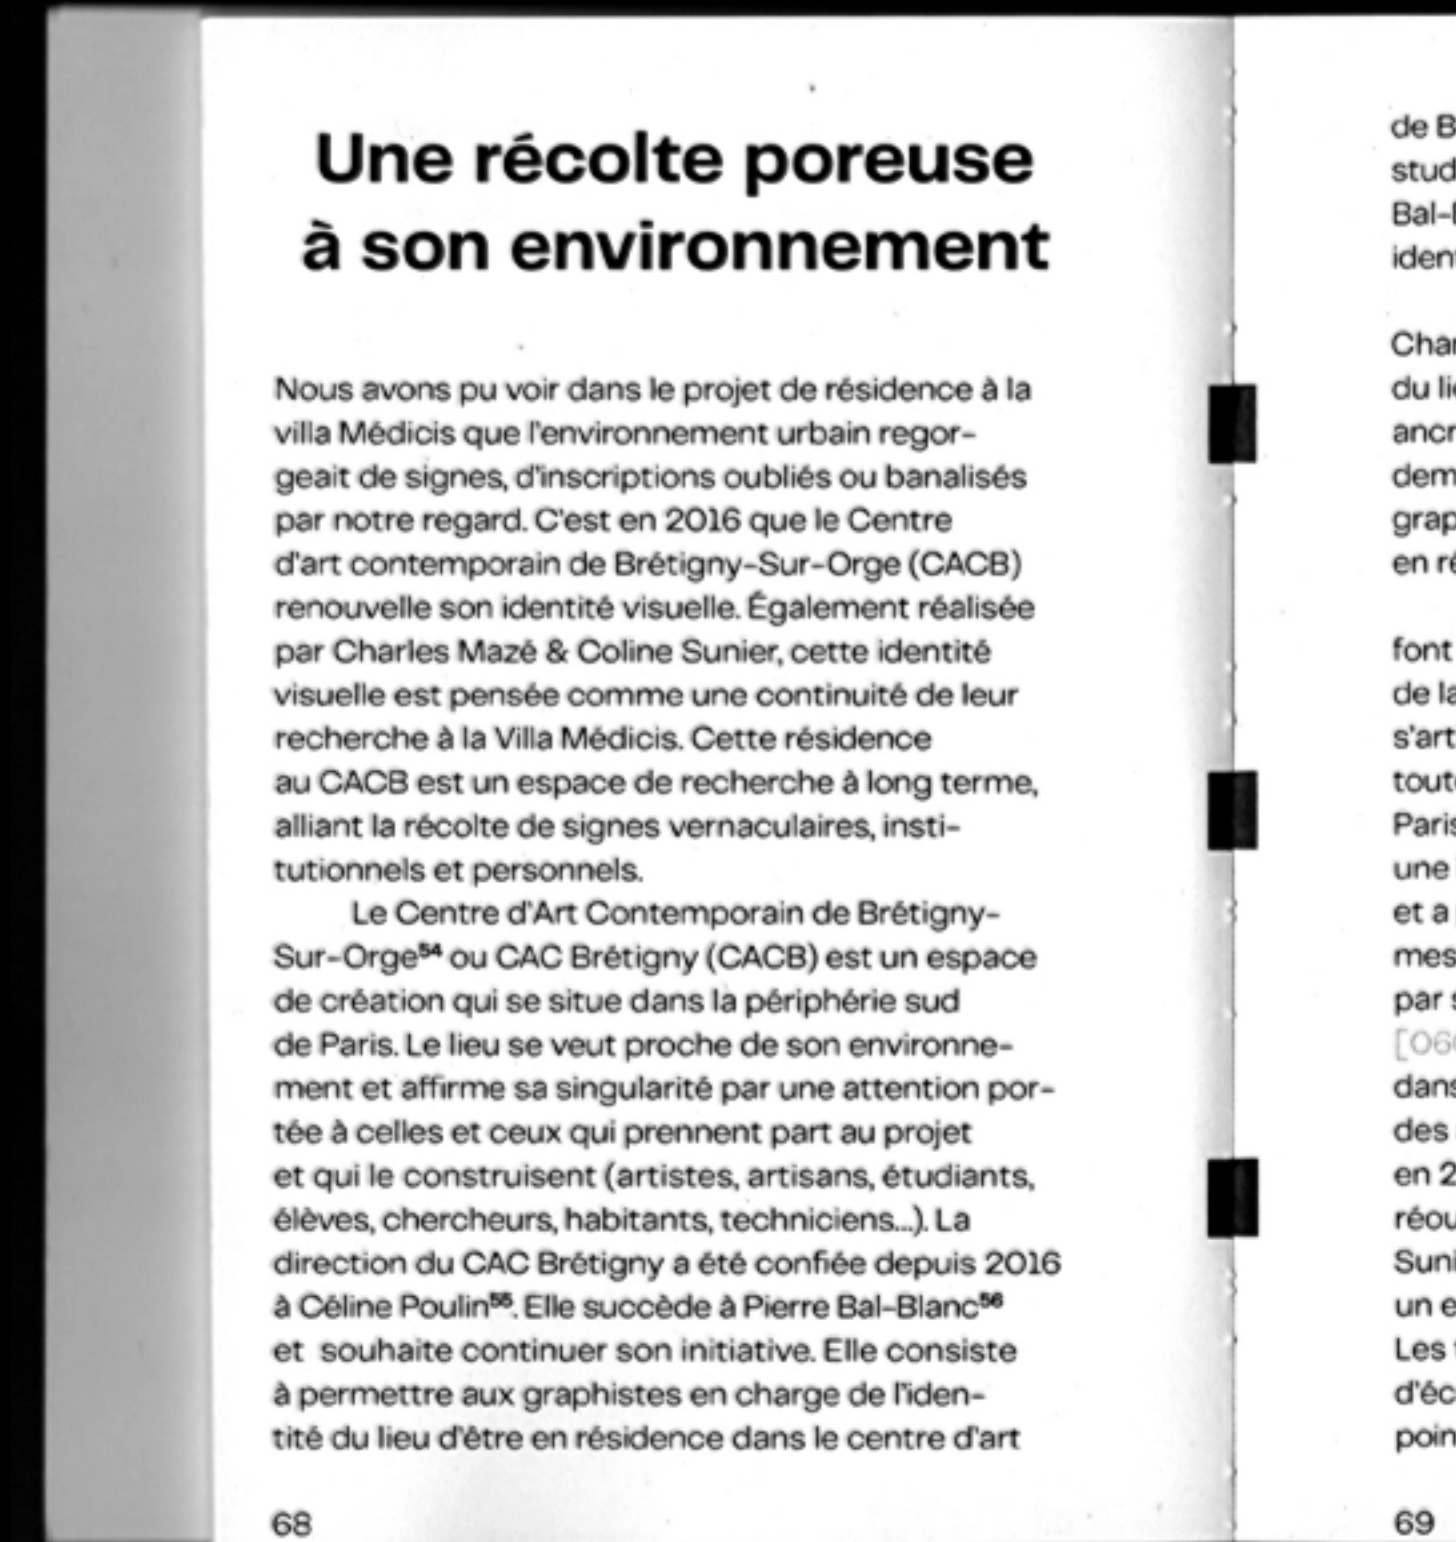 Une récolte poreuse
à son environnement
Nous avons pu voir dans le projet de résidence à la
villa Médicis que l'environnement urbain regor-
geait de signes, d'inscriptions oubliés ou banalisés
par notre regard. C'est en 2016 que le Centre
d'art contemporain de Brétigny-Sur-Orge (CACB)
renouvelle son identité visuelle. Également réalisée
par Charles Mazé & Coline Sunier, cette identité
visuelle est pensée comme une continuité de leur
recherche à la Villa Médicis. Cette résidence
au CACB est un espace de recherche à long terme,
alliant la récolte de signes vernaculaires, insti-
tutionnels et personnels.
Le Centre d'Art Contemporain de Brétigny-
Sur-Orge54 ou CAC Brétigny (CACB) est un espace
de création qui se situe dans la périphérie sud
de Paris. Le lieu se veut proche de son environne-
ment et affirme sa singularité par une attention por-
tée à celles et ceux qui prennent part au projet
et qui le construisent (artistes, artisans, étudiants,
élèves, chercheurs, habitants, techniciens...). La
direction du CAC Brétigny a été confiée depuis 2016
à Céline Poulin55. Elle succède à Pierre Bal-Blanc56
et souhaite continuer son initiative. Elle consiste
à permettre aux graphistes en charge de l'iden-
tité du lieu d'être en résidence dans le centre d'art
68
de
du
en
font
de
une
et a
par
des
en
un
Les
69